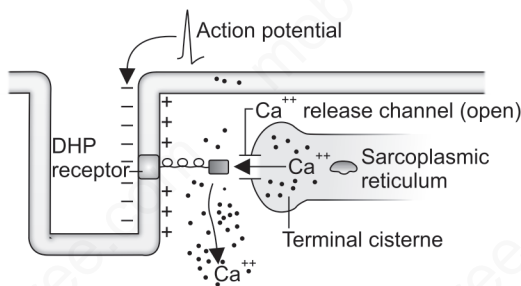 Action potential
Ca++ release channel (open)
DHP
receptor
Ca++
Sarcoplasmic
reticulum
Terminal cisterne
Ca++